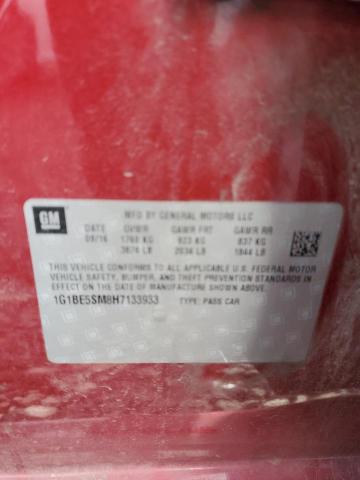 GM
MFD BY GENERAL MOTORS LLC
DATE GVWR GAWR FRT GAWR RR
09/16 1760 KG 923 KG 837 KG
3876 LB 2034 LB 1844 LB
THIS VEHICLE CONFORMS TO ALL APPLICABLE U.S. FEDERAL MOTOR
VEHICLE SAFETY, BUMPER, AND THEFT PREVENTION STANDARDS
IN EFFECT ON THE DATE OF MANUFACTURE SHOWN ABOVE.
1G1BE5SM8H7133933 TYPE: PASS CAR